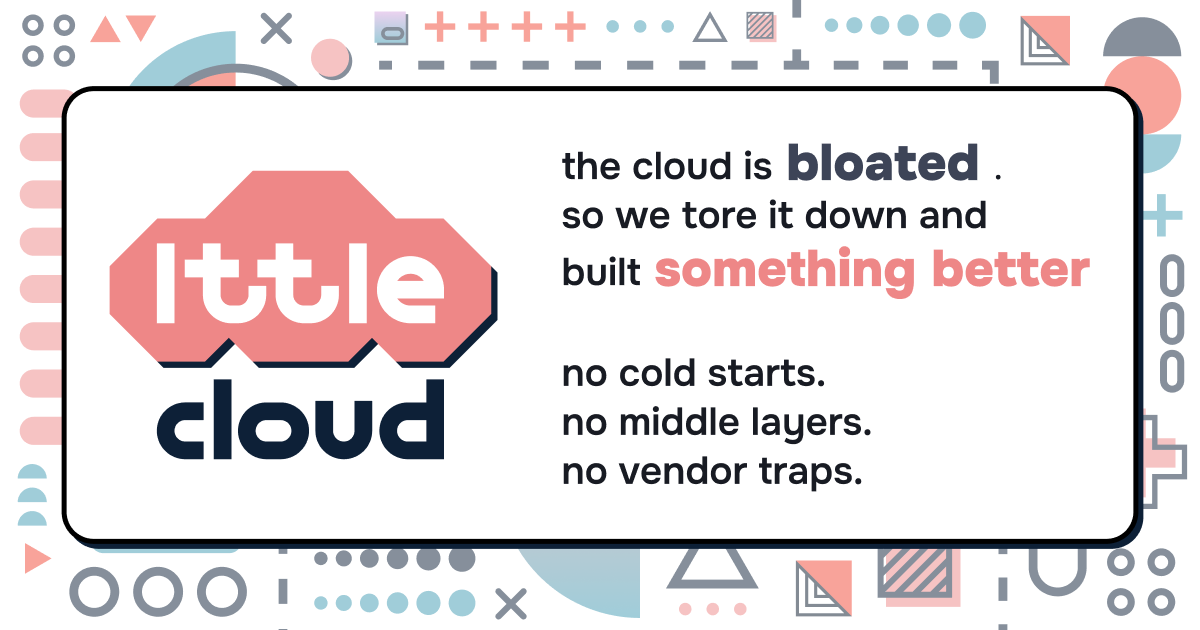 lttle
cloud
the cloud is bloated .
so we tore it down and
built something better
no cold starts.
no middle layers.
no vendor traps.